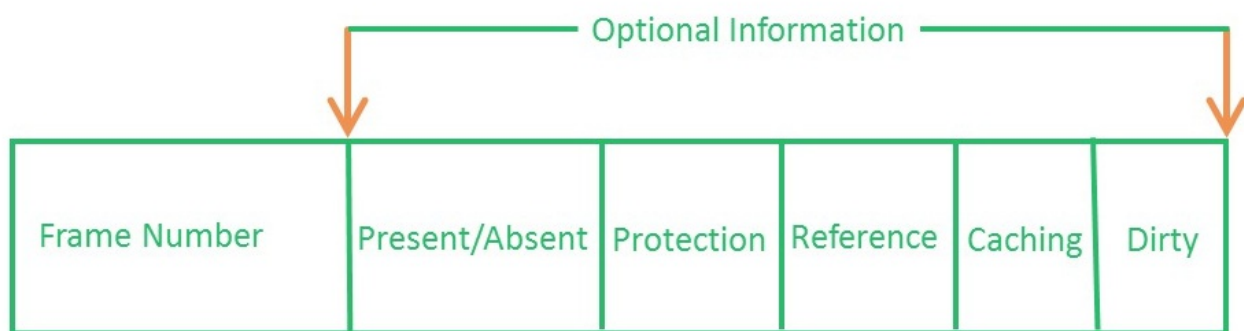 Optional Information
Frame Number Present/Absent Protection Reference Caching Dirty